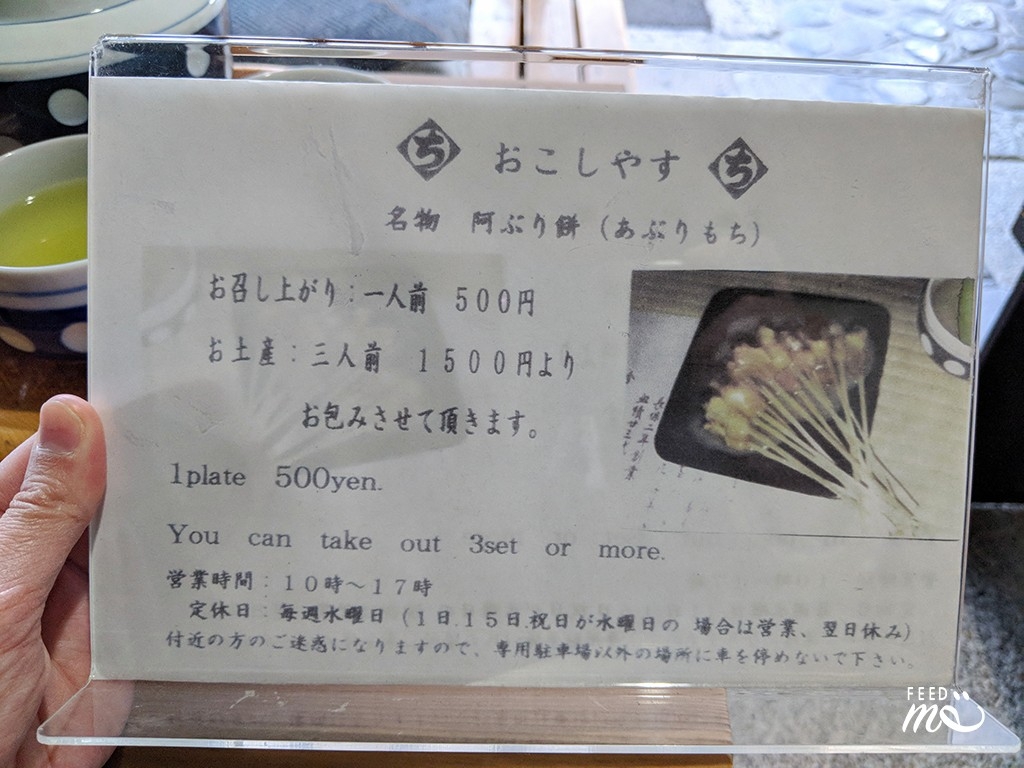 ち おこしやす ち
名物 阿ぶり餅（あぶりもち）
お召し上がり：一人前 ５００円
お土産：三人前 １５００円より
お包みさせて頂きます。
1plate 500yen.
You can take out 3set or more.
営業時間：１０時～１７時
定休日：毎週水曜日（１日.１５日.祝日が水曜日の 場合は営業、翌日休み）
付近の方のご迷惑になりますので、専用駐車場以外の場所に車を停めないで下さい。
FEED
me